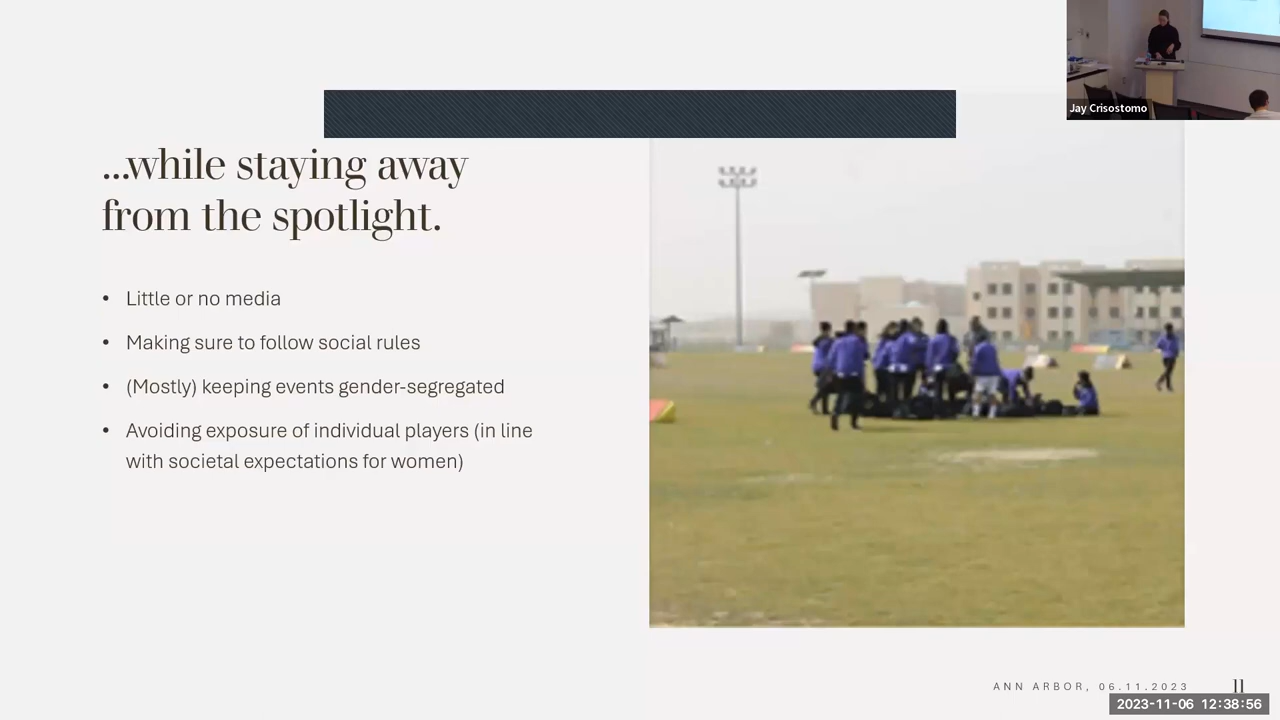 Jay Crisostomo
...while staying away
from the spotlight.
• Little or no media
• Making sure to follow social rules
• (Mostly) keeping events gender-segregated
• Avoiding exposure of individual players (in line
with societal expectations for women)
ANN ARBOR, 06.11.2023
11
2023-11-06 12:38:56